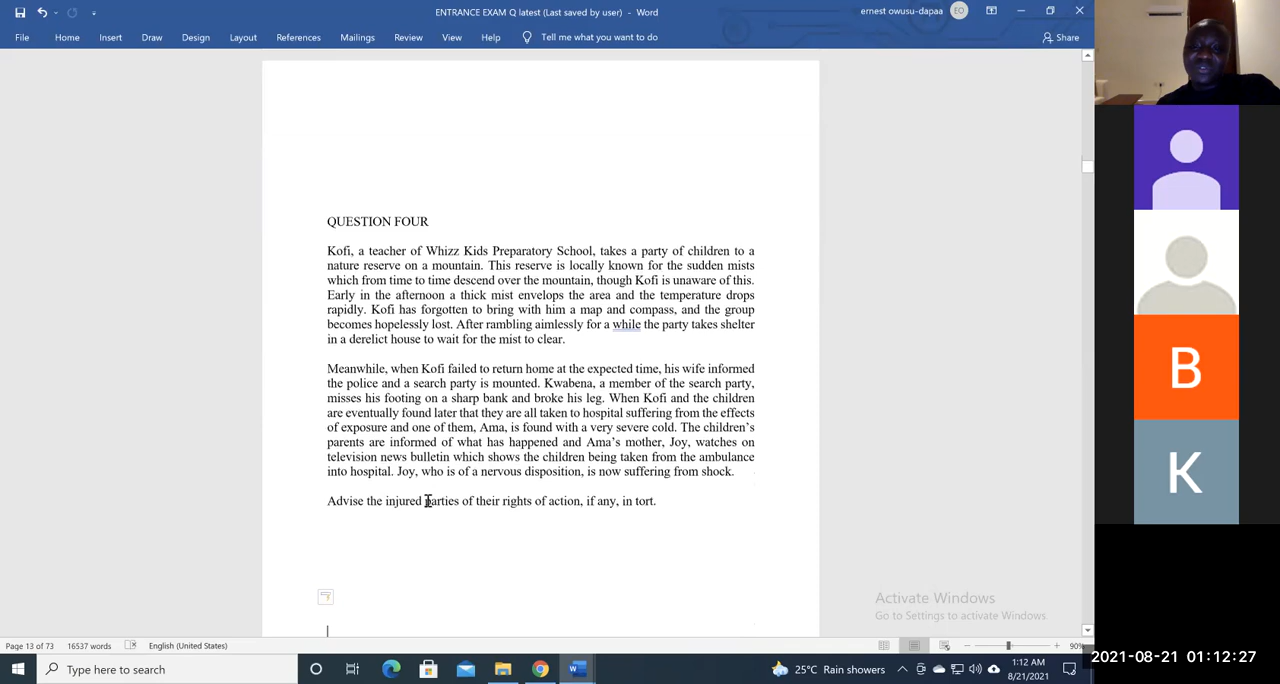 ENTRANCE EXAM Q latest (Last saved by user) - Word
ernest owusu-dapaa
EO
File Home Insert Draw Design Layout References Mailings Review View Help Tell me what you want to do
Share
QUESTION FOUR
Kofi, a teacher of Whizz Kids Preparatory School, takes a party of children to a
nature reserve on a mountain. This reserve is locally known for the sudden mists
which from time to time descend over the mountain, though Kofi is unaware of this.
Early in the afternoon a thick mist envelops the area and the temperature drops
rapidly. Kofi has forgotten to bring with him a map and compass, and the group
becomes hopelessly lost. After rambling aimlessly for a while the party takes shelter
in a derelict house to wait for the mist to clear.
Meanwhile, when Kofi failed to return home at the expected time, his wife informed
the police and a search party is mounted. Kwabena, a member of the search party,
misses his footing on a sharp bank and broke his leg. When Kofi and the children
are eventually found later that they are all taken to hospital suffering from the effects
of exposure and one of them, Ama, is found with a very severe cold. The children's
parents are informed of what has happened and Ama's mother, Joy, watches on
television news bulletin which shows the children being taken from the ambulance
into hospital. Joy, who is of a nervous disposition, is now suffering from shock.
Advise the injured parties of their rights of action, if any, in tort.
B
K
Activate Windows
Go to Settings to activate Windows.
Page 13 of 73 16537 words English (United States)
90%
Type here to search
25°C Rain showers
1:12 AM
8/21/2021
2021-08-21 01:12:27